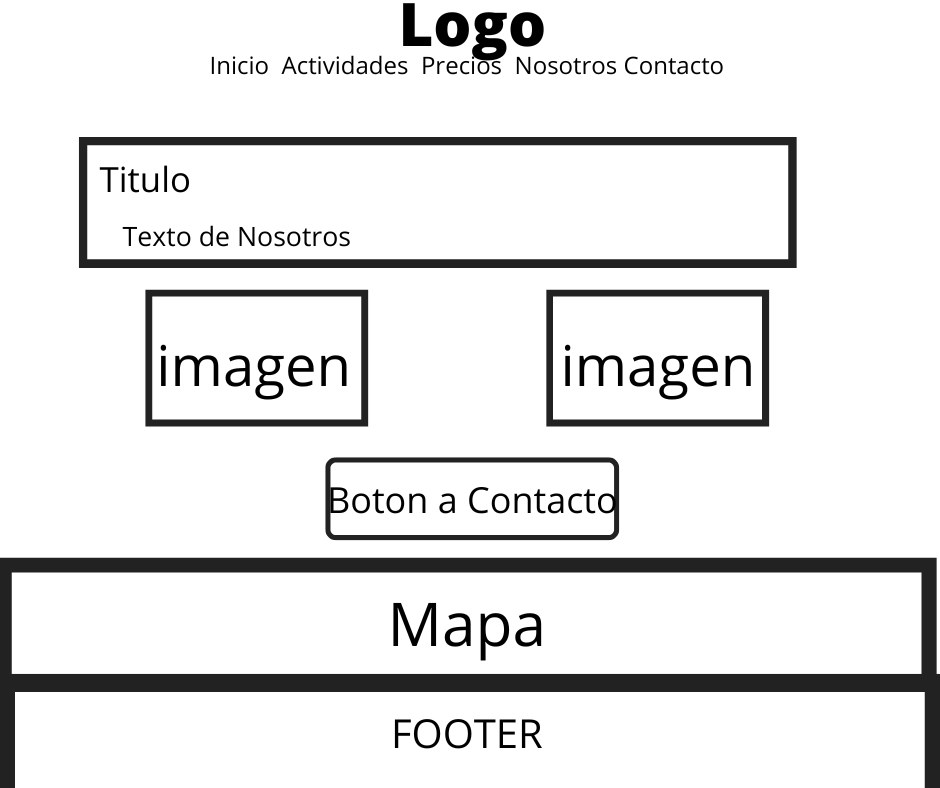 Logo
Inicio Actividades Precios Nosotros Contacto
Titulo
Texto de Nosotros
imagen
imagen
Boton a Contacto
Mapa
FOOTER